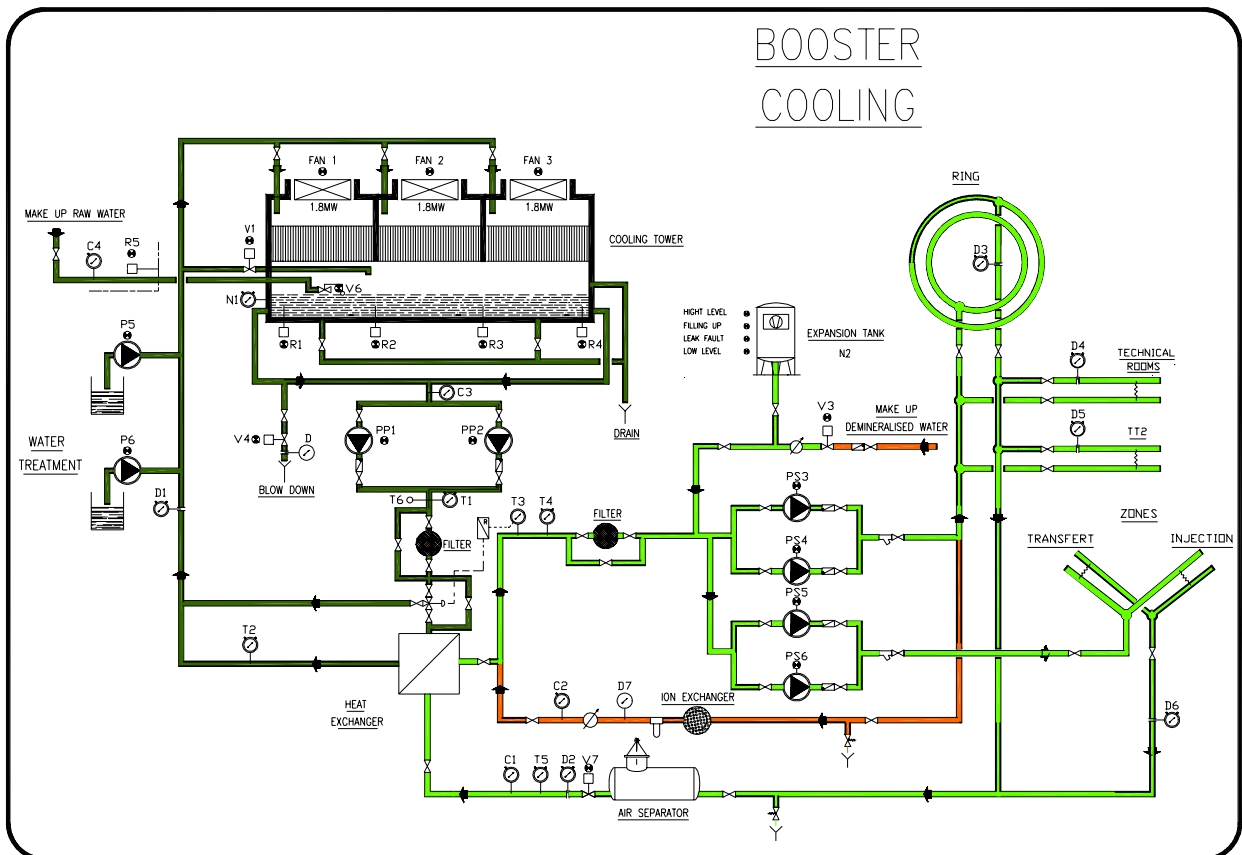 BOOSTER
COOLING
FAN 1
FAN 2
FAN 3
1.8MW
1.8MW
1.8MW
RING
MAKE UP RAW WATER
C4
R5
V1
COOLING TOWER
D3
N1
V6
R1
R2
R3
R4
HIGHT LEVEL
FILLING UP
LEAK FAULT
LOW LEVEL
EXPANSION TANK
N2
P5
D4
TECHNICAL
ROOMS
C3
V3
MAKE UP
DEMINERALISED WATER
D5
TT2
DRAIN
PP1
PP2
V4
D
P6
WATER
TREATMENT
BLOW DOWN
D1
T6
T1
T3
T4
FILTER
R
FILTER
PS3
PS4
PS5
PS6
ZONES
TRANSFERT
INJECTION
T2
HEAT
EXCHANGER
C2
D7
ION EXCHANGER
D6
C1
T5
D2
V7
AIR SEPARATOR